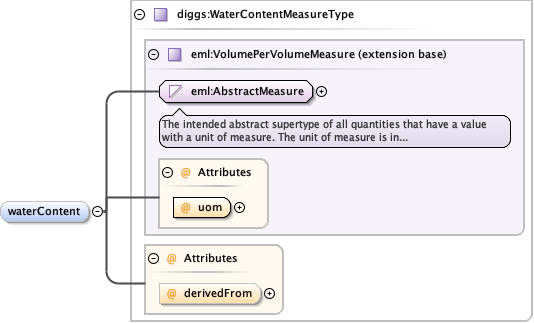 diggs:WaterContentMeasureType
eml:VolumePerVolumeMeasure (extension base)
eml:AbstractMeasure
The intended abstract supertype of all quantities that have a value
with a unit of measure. The unit of measure is in...
@ Attributes
@ uom
waterContent
@ Attributes
@ derivedFrom